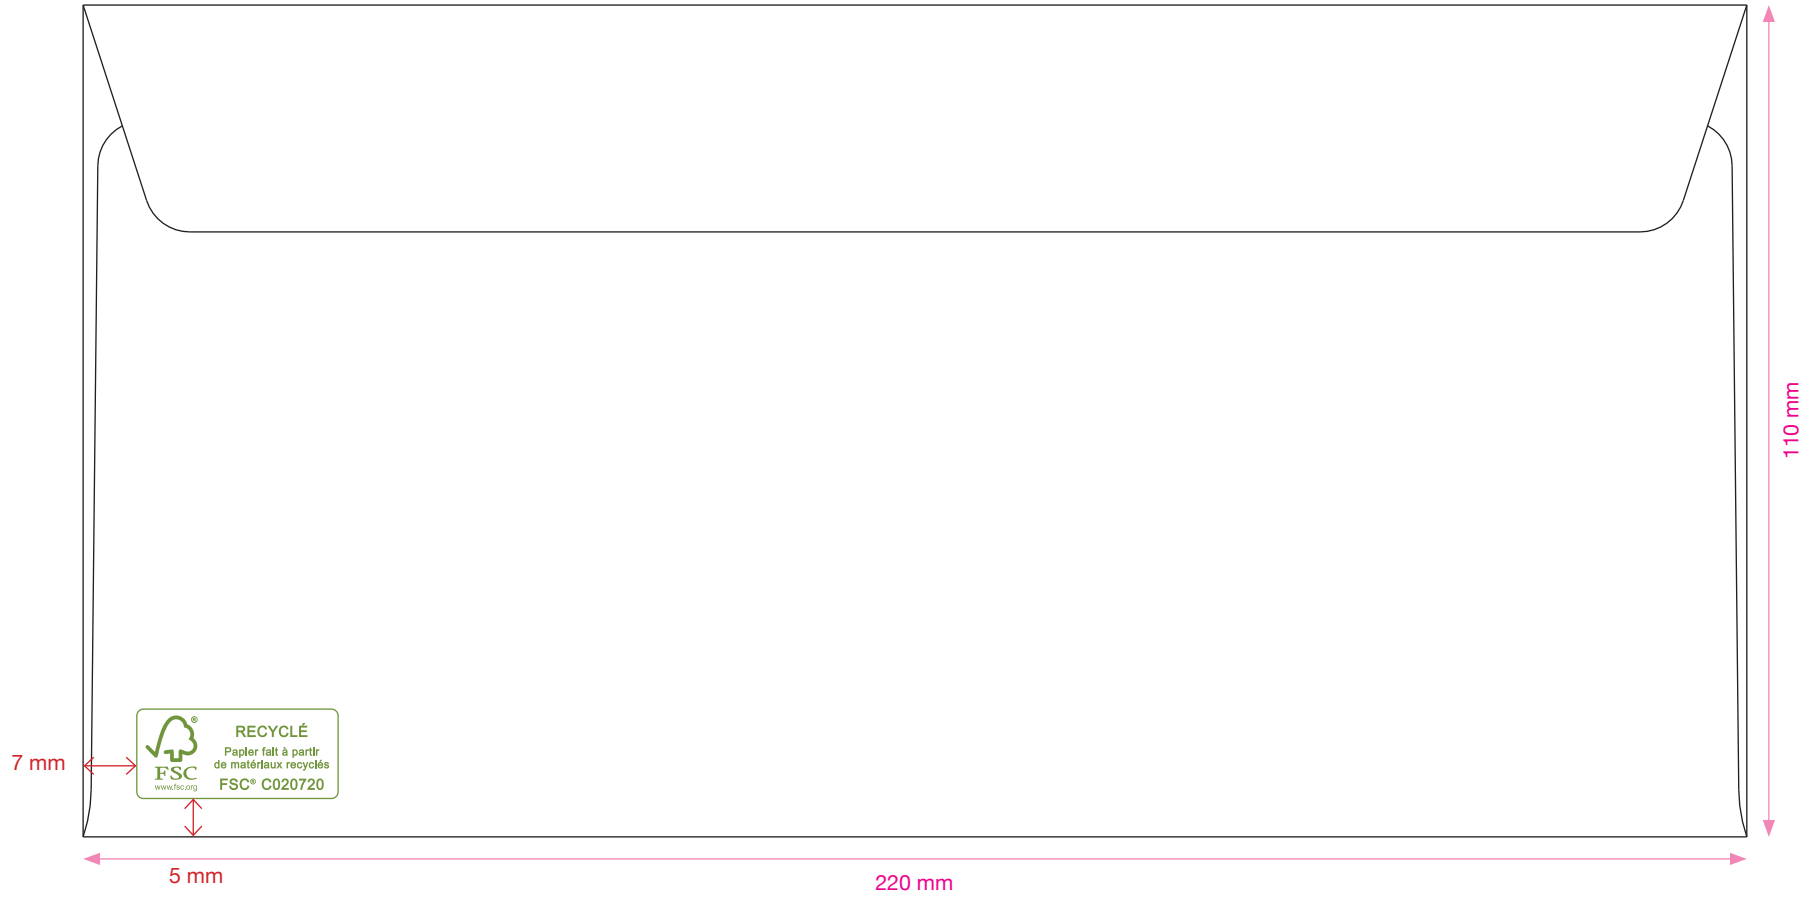 110 mm
7 mm
®
FSC
www.fsc.org
RECYCLÉ
Papier fait à partir
de matériaux recyclés
FSC® C020720
5 mm
220 mm